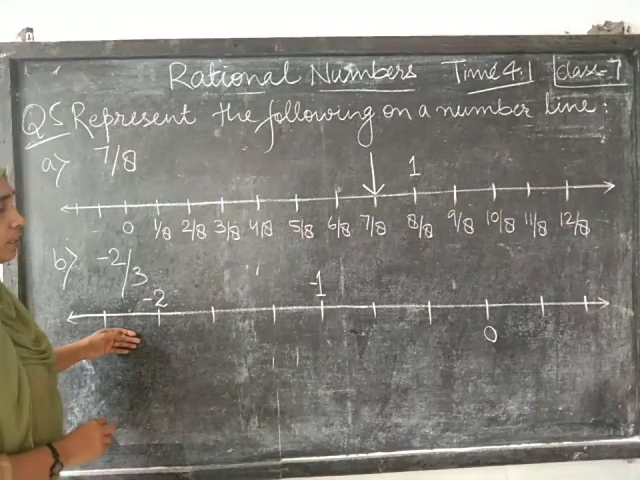 Rational Numbers Time 4.1 class-7
Q5 Represent the following on a number line:
a) 7/8
1
0 1/8 2/8 3/8 4/8 5/8 6/8 7/8 8/8 9/8 10/8 11/8 12/8
b) -2/3
-2 -1
0